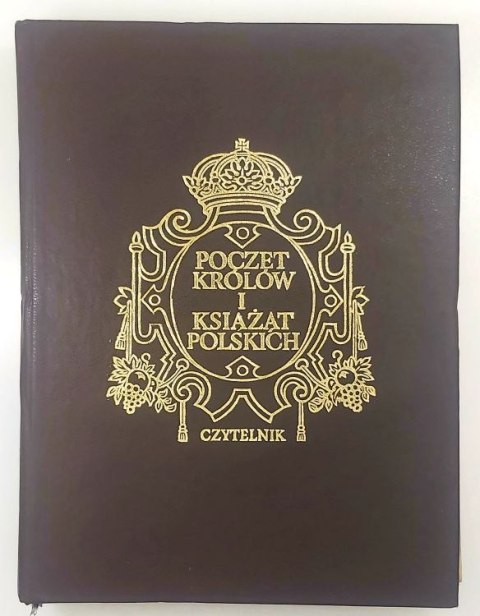 POCZET
KRÓLÓW
I
KSIĄŻĄT
POLSKICH
CZYTELNIK